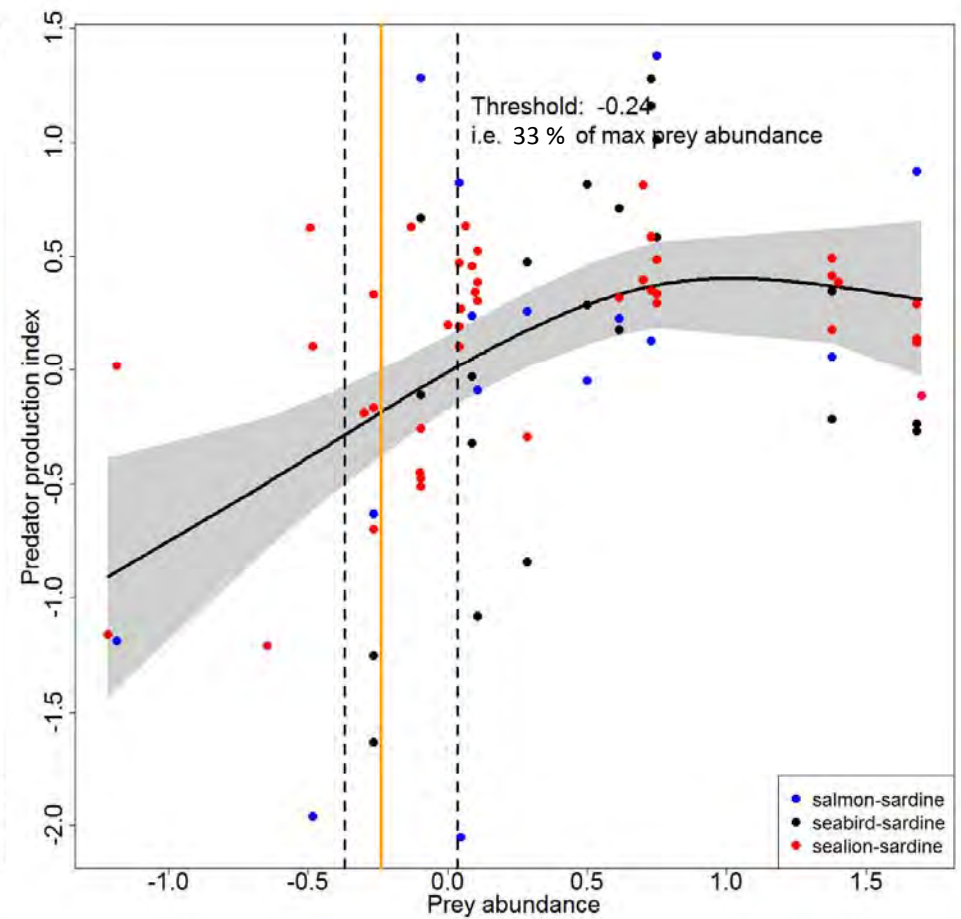 1.5
1.0
0.5
0.0
-0.5
-1.0
-1.5
-2.0
Predator production index
Threshold: -0.24
i.e. 33 % of max prey abundance
salmon-sardine
seabird-sardine
sealion-sardine
-1.0 -0.5 0.0 0.5 1.0 1.5
Prey abundance